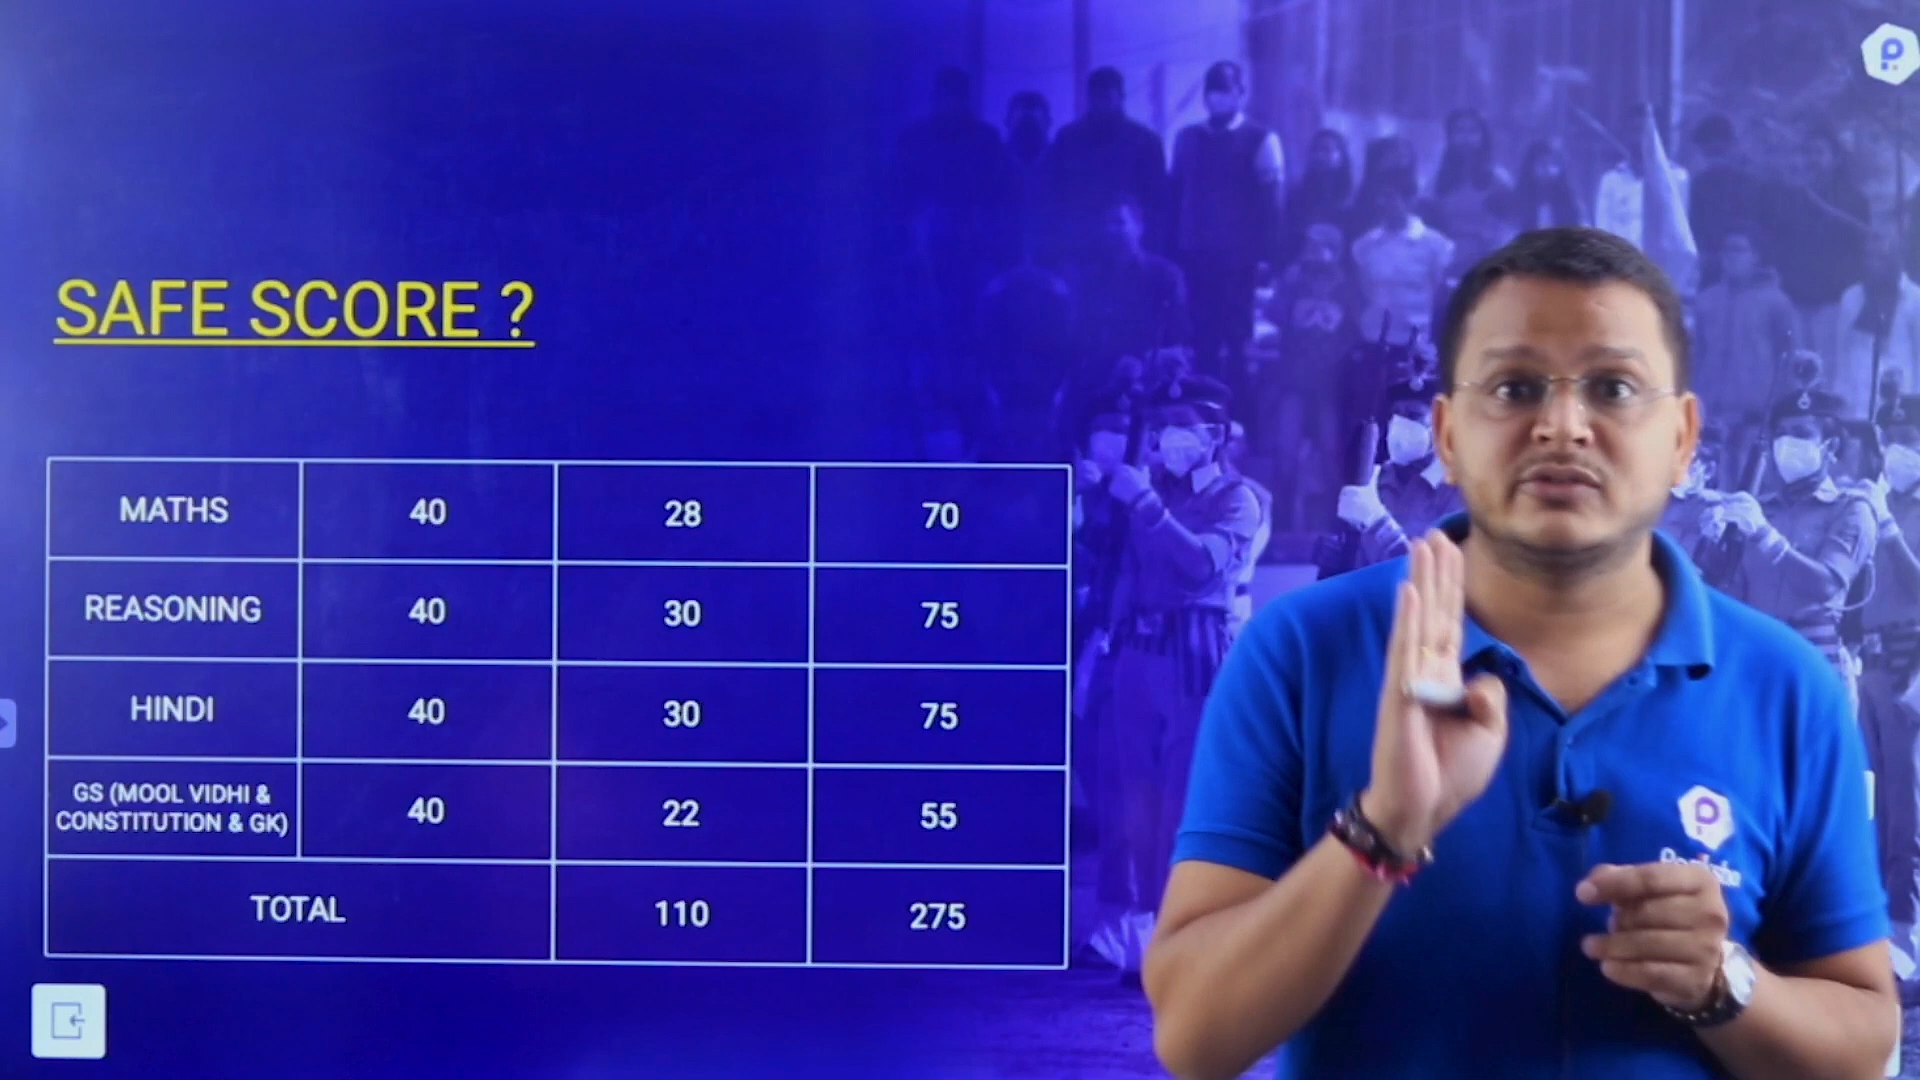 SAFE SCORE ?
MATHS 40 28 70
REASONING 40 30 75
HINDI 40 30 75
GS (MOOL VIDHI &
CONSTITUTION & GK) 40 22 55
TOTAL 110 275